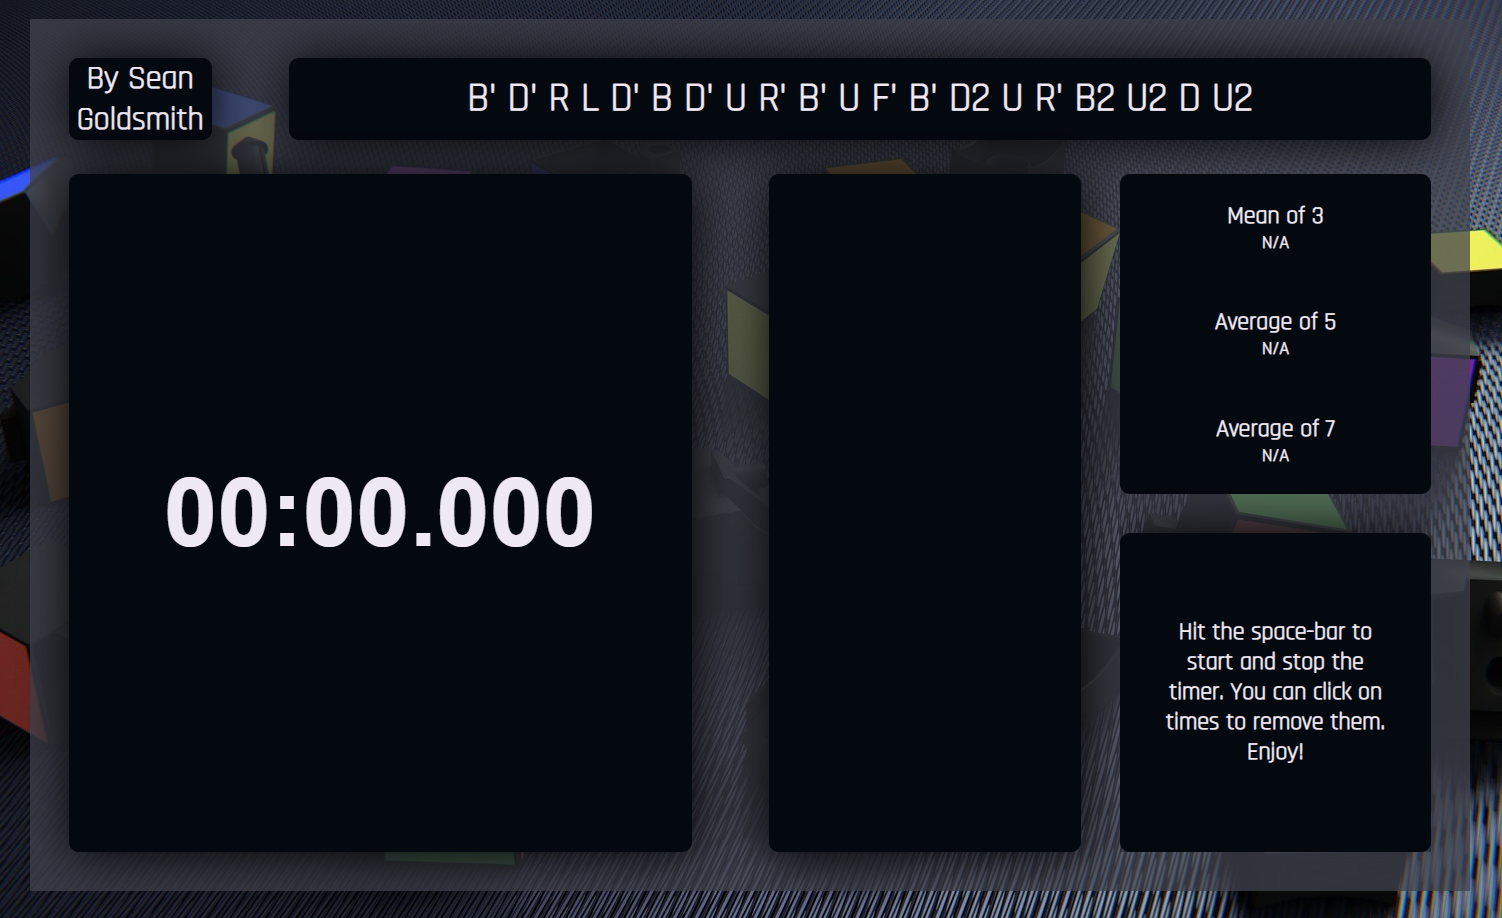 By Sean
Goldsmith
B' D' R L D' B D' U R' B' U F' B' D2 U R' B2 U2 D U2
00:00.000
Mean of 3
N/A
Average of 5
N/A
Average of 7
N/A
Hit the space-bar to
start and stop the
timer. You can click on
times to remove them.
Enjoy!